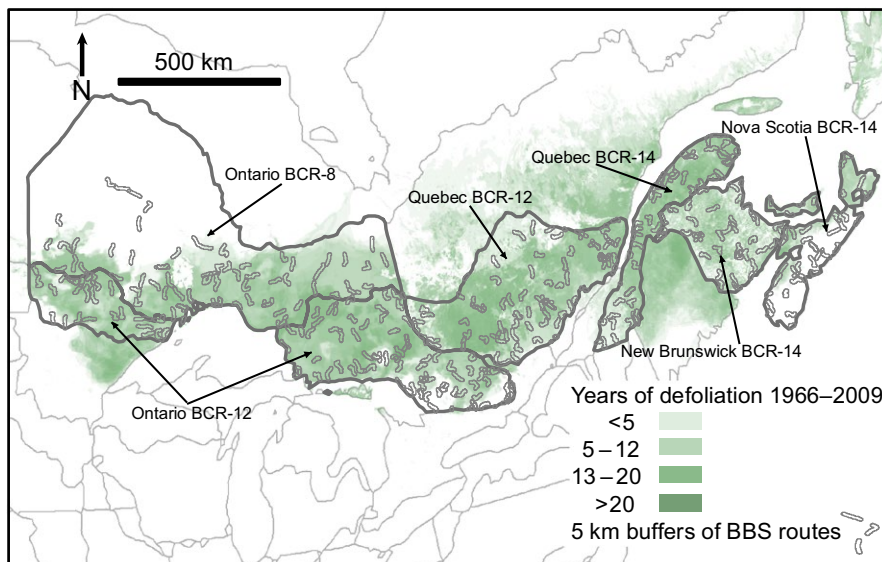 500 km
N
Nova Scotia BCR-14
Quebec BCR-14
Ontario BCR-8
Quebec BCR-12
New Brunswick BCR-14
Ontario BCR-12
Years of defoliation 1966–2009
<5
5–12
13–20
>20
5 km buffers of BBS routes